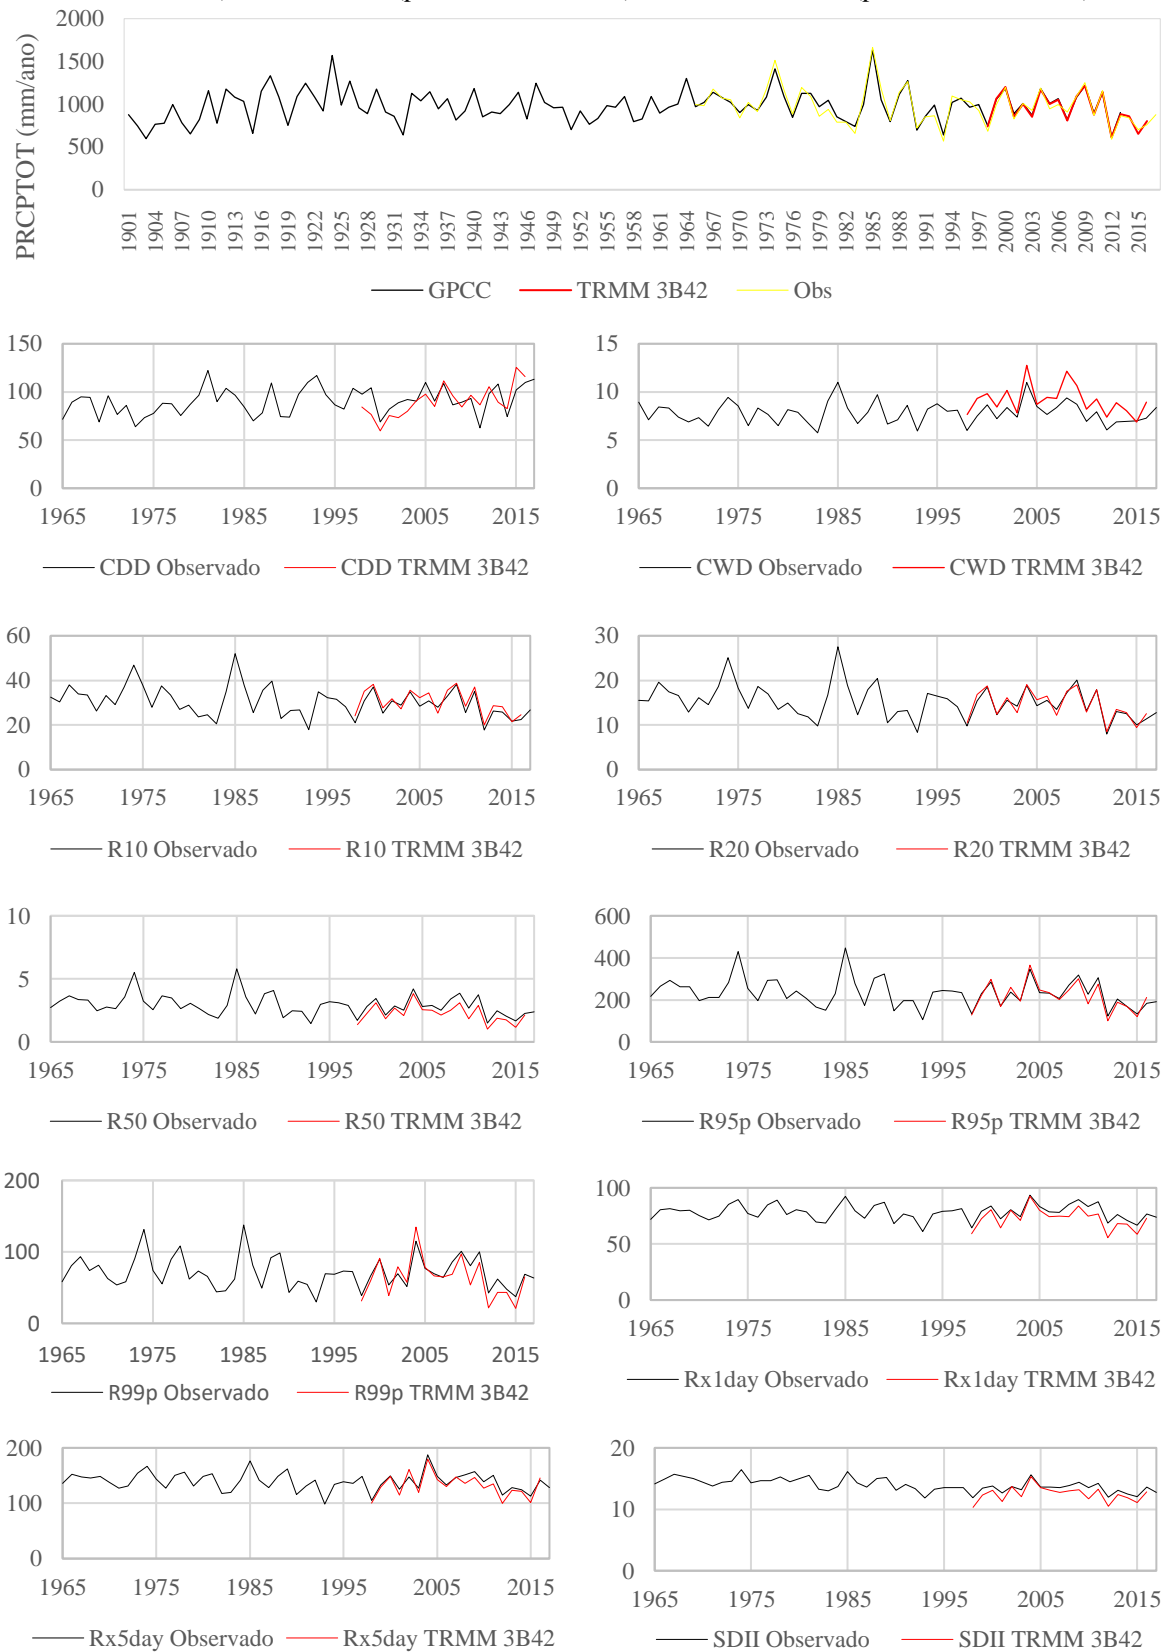 PRCPTOT (mm/ano)
2000
1500
1000
500
0
1901 1904 1907 1910 1913 1916 1919 1922 1925 1928 1931 1934 1937 1940 1943 1946 1949 1952 1955 1958 1961 1964 1967 1970 1973 1976 1979 1982 1985 1988 1991 1994 1997 2000 2003 2006 2009 2012 2015
GPCC TRMM 3B42 Obs
150
100
50
0
1965 1975 1985 1995 2005 2015
CDD Observado CDD TRMM 3B42
15
10
5
0
1965 1975 1985 1995 2005 2015
CWD Observado CWD TRMM 3B42
60
40
20
0
1965 1975 1985 1995 2005 2015
R10 Observado R10 TRMM 3B42
30
20
10
0
1965 1975 1985 1995 2005 2015
R20 Observado R20 TRMM 3B42
10
5
0
1965 1975 1985 1995 2005 2015
R50 Observado R50 TRMM 3B42
600
400
200
0
1965 1975 1985 1995 2005 2015
R95p Observado R95p TRMM 3B42
200
100
0
1965 1975 1985 1995 2005 2015
R99p Observado R99p TRMM 3B42
100
50
0
1965 1975 1985 1995 2005 2015
Rx1day Observado Rx1day TRMM 3B42
200
100
0
1965 1975 1985 1995 2005 2015
Rx5day Observado Rx5day TRMM 3B42
20
10
0
1965 1975 1985 1995 2005 2015
SDII Observado SDII TRMM 3B42